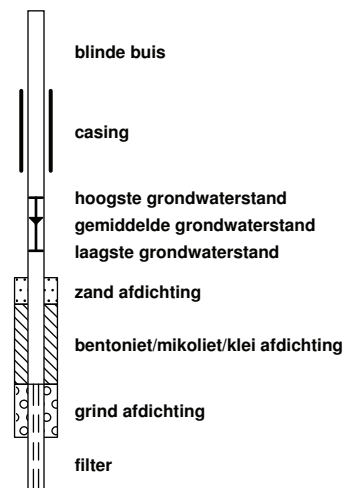 blinde buis
casing
hoogste grondwaterstand
gemiddelde grondwaterstand
laagste grondwaterstand
zand afdichting
bentoniet/mikoliet/klei afdichting
grind afdichting
filter